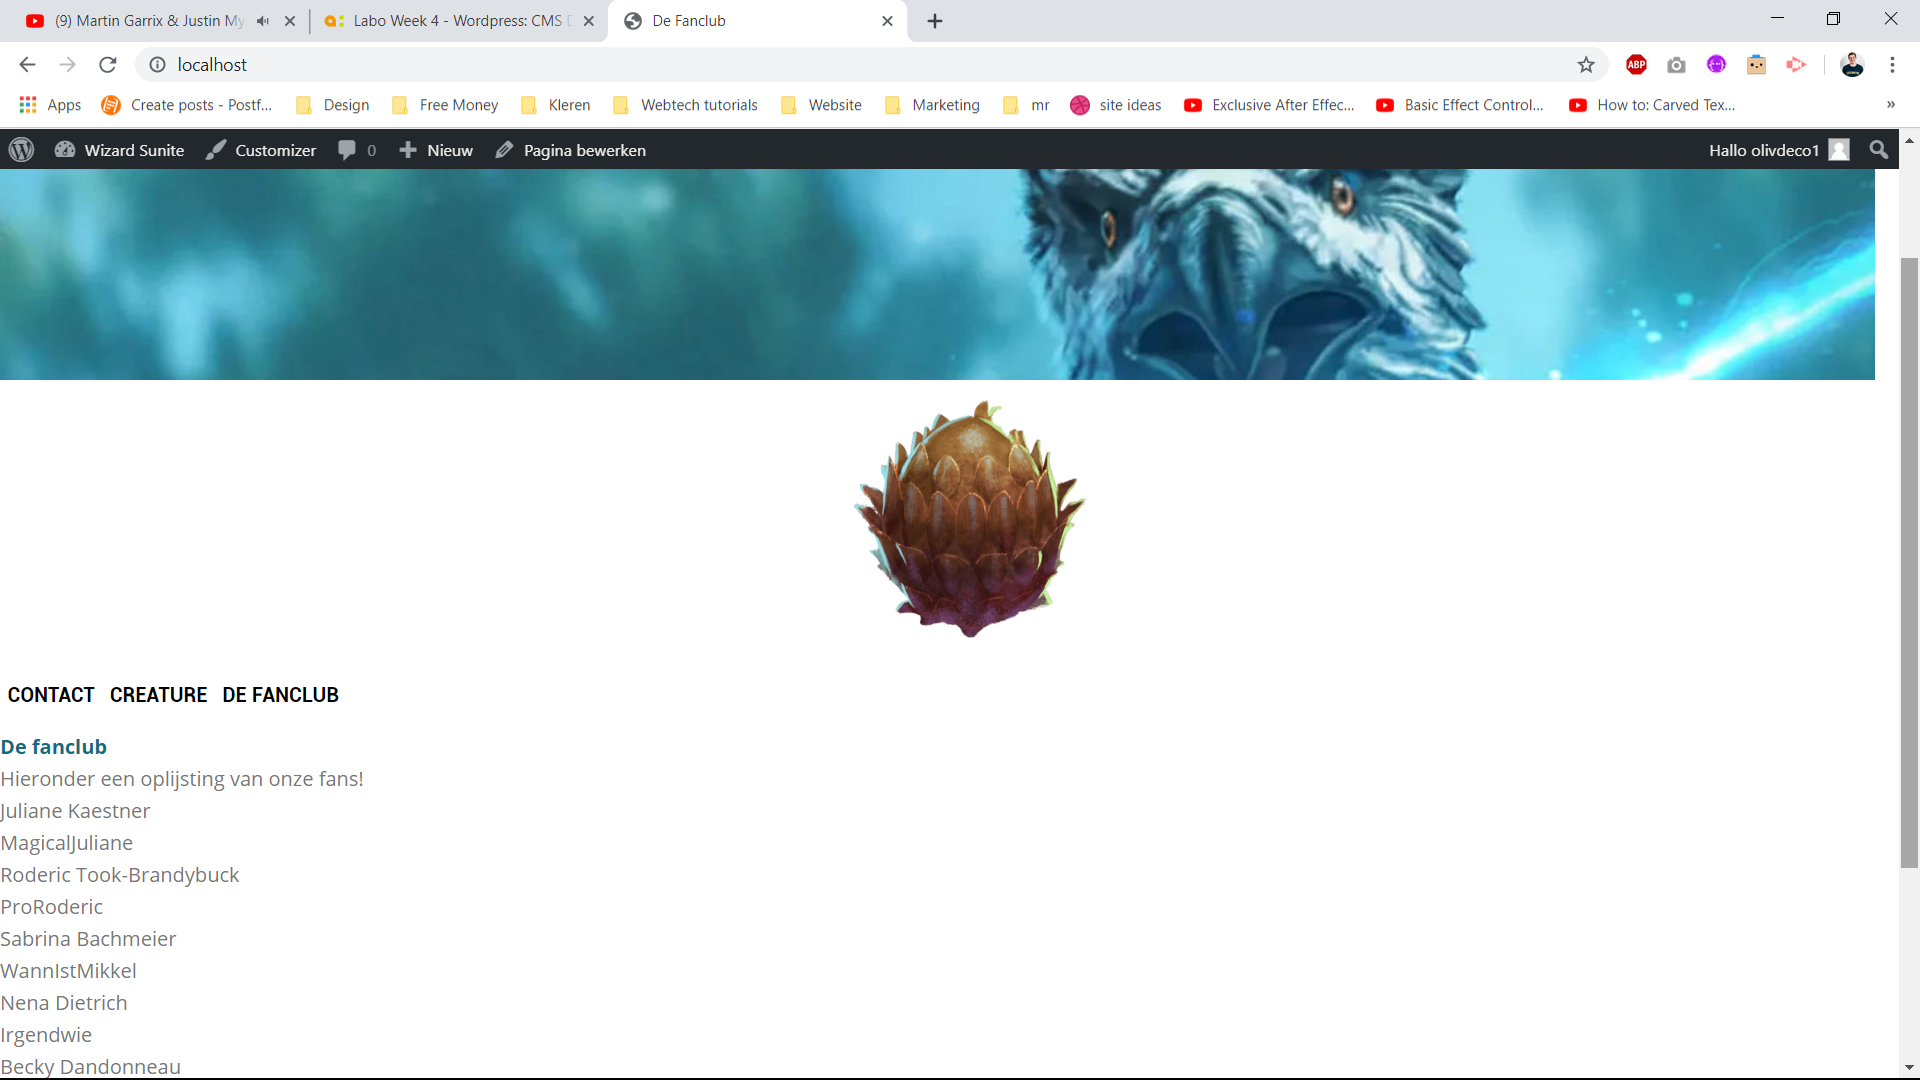 (9) Martin Garrix & Justin My
Labo Week 4 - Wordpress: CMS D
De Fanclub
localhost
ABP
Apps
Create posts - Postf...
Design
Free Money
Kleren
Webtech tutorials
Website
Marketing
mr
site ideas
Exclusive After Effec...
Basic Effect Control...
How to: Carved Tex...
»
Wizard Sunite
Customizer
0
Nieuw
Pagina bewerken
Hallo olivdeco1
CONTACT CREATURE DE FANCLUB
De fanclub
Hieronder een oplijsting van onze fans!
Juliane Kaestner
MagicalJuliane
Roderic Took-Brandybuck
ProRoderic
Sabrina Bachmeier
WannIstMikkel
Nena Dietrich
Irgendwie
Becky Dandonneau